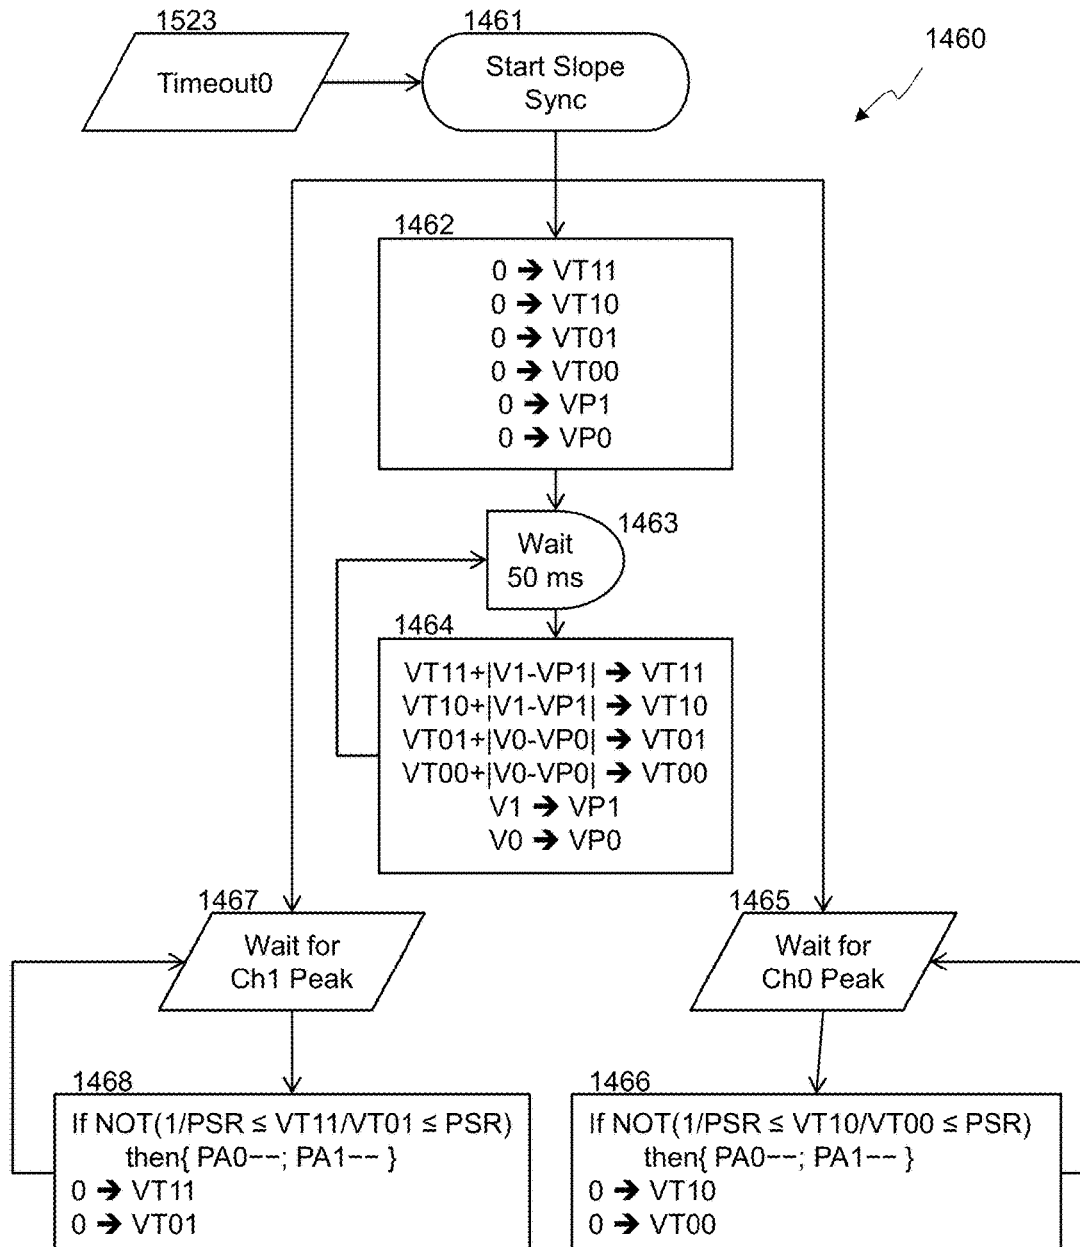 1523
Timeout0
1461
Start Slope
Sync
1460
1462
0 ➔ VT11
0 ➔ VT10
0 ➔ VT01
0 ➔ VT00
0 ➔ VP1
0 ➔ VP0
1463
Wait
50 ms
1464
VT11+|V1-VP1| ➔ VT11
VT10+|V1-VP1| ➔ VT10
VT01+|V0-VP0| ➔ VT01
VT00+|V0-VP0| ➔ VT00
V1 ➔ VP1
V0 ➔ VP0
1467
Wait for
Ch1 Peak
1465
Wait for
Ch0 Peak
1468
If NOT(1/PSR ≤ VT11/VT01 ≤ PSR)
then{ PA0−−; PA1−− }
0 ➔ VT11
0 ➔ VT01
1466
If NOT(1/PSR ≤ VT10/VT00 ≤ PSR)
then{ PA0−−; PA1−− }
0 ➔ VT10
0 ➔ VT00